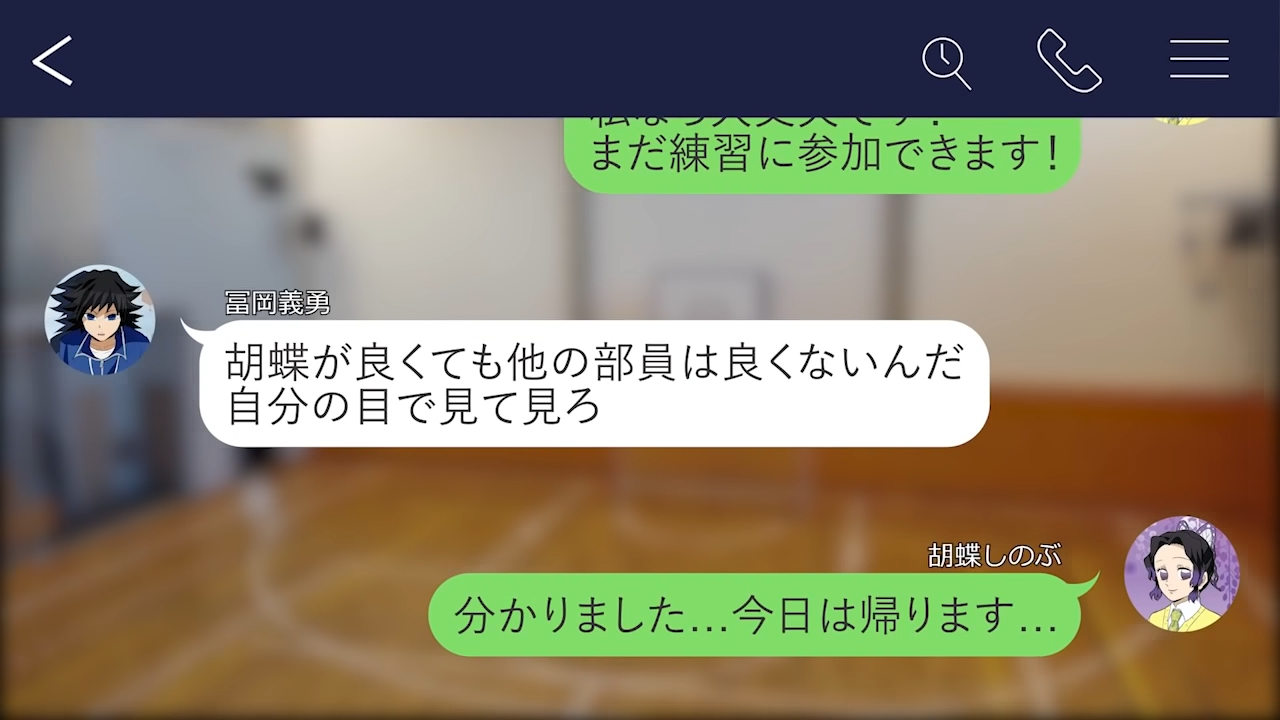 まだ練習に参加できます！
冨岡義勇
胡蝶が良くても他の部員は良くないんだ
自分の目で見て見ろ
胡蝶しのぶ
分かりました…今日は帰ります…